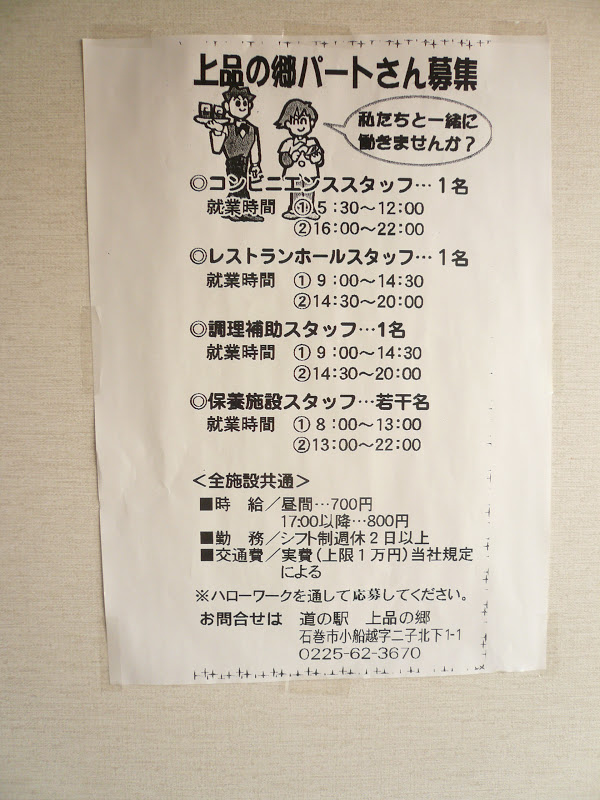 上品の郷パートさん募集
私たちと一緒に
働きませんか？
◎コンビニエンススタッフ…1名
就業時間 ①5:30～12:00
②16:00～22:00
◎レストランホールスタッフ…1名
就業時間 ①9:00～14:30
②14:30～20:00
◎調理補助スタッフ…1名
就業時間 ①9:00～14:30
②14:30～20:00
◎保養施設スタッフ…若干名
就業時間 ①8:00～13:00
②13:00～22:00
＜全施設共通＞
■時 給／昼間…700円
17:00以降…800円
■勤 務／シフト制週休2日以上
■交通費／実費（上限1万円）当社規定
による
※ハローワークを通して応募してください。
お問合せは 道の駅 上品の郷
石巻市小船越字二子北下1-1
0225-62-3670